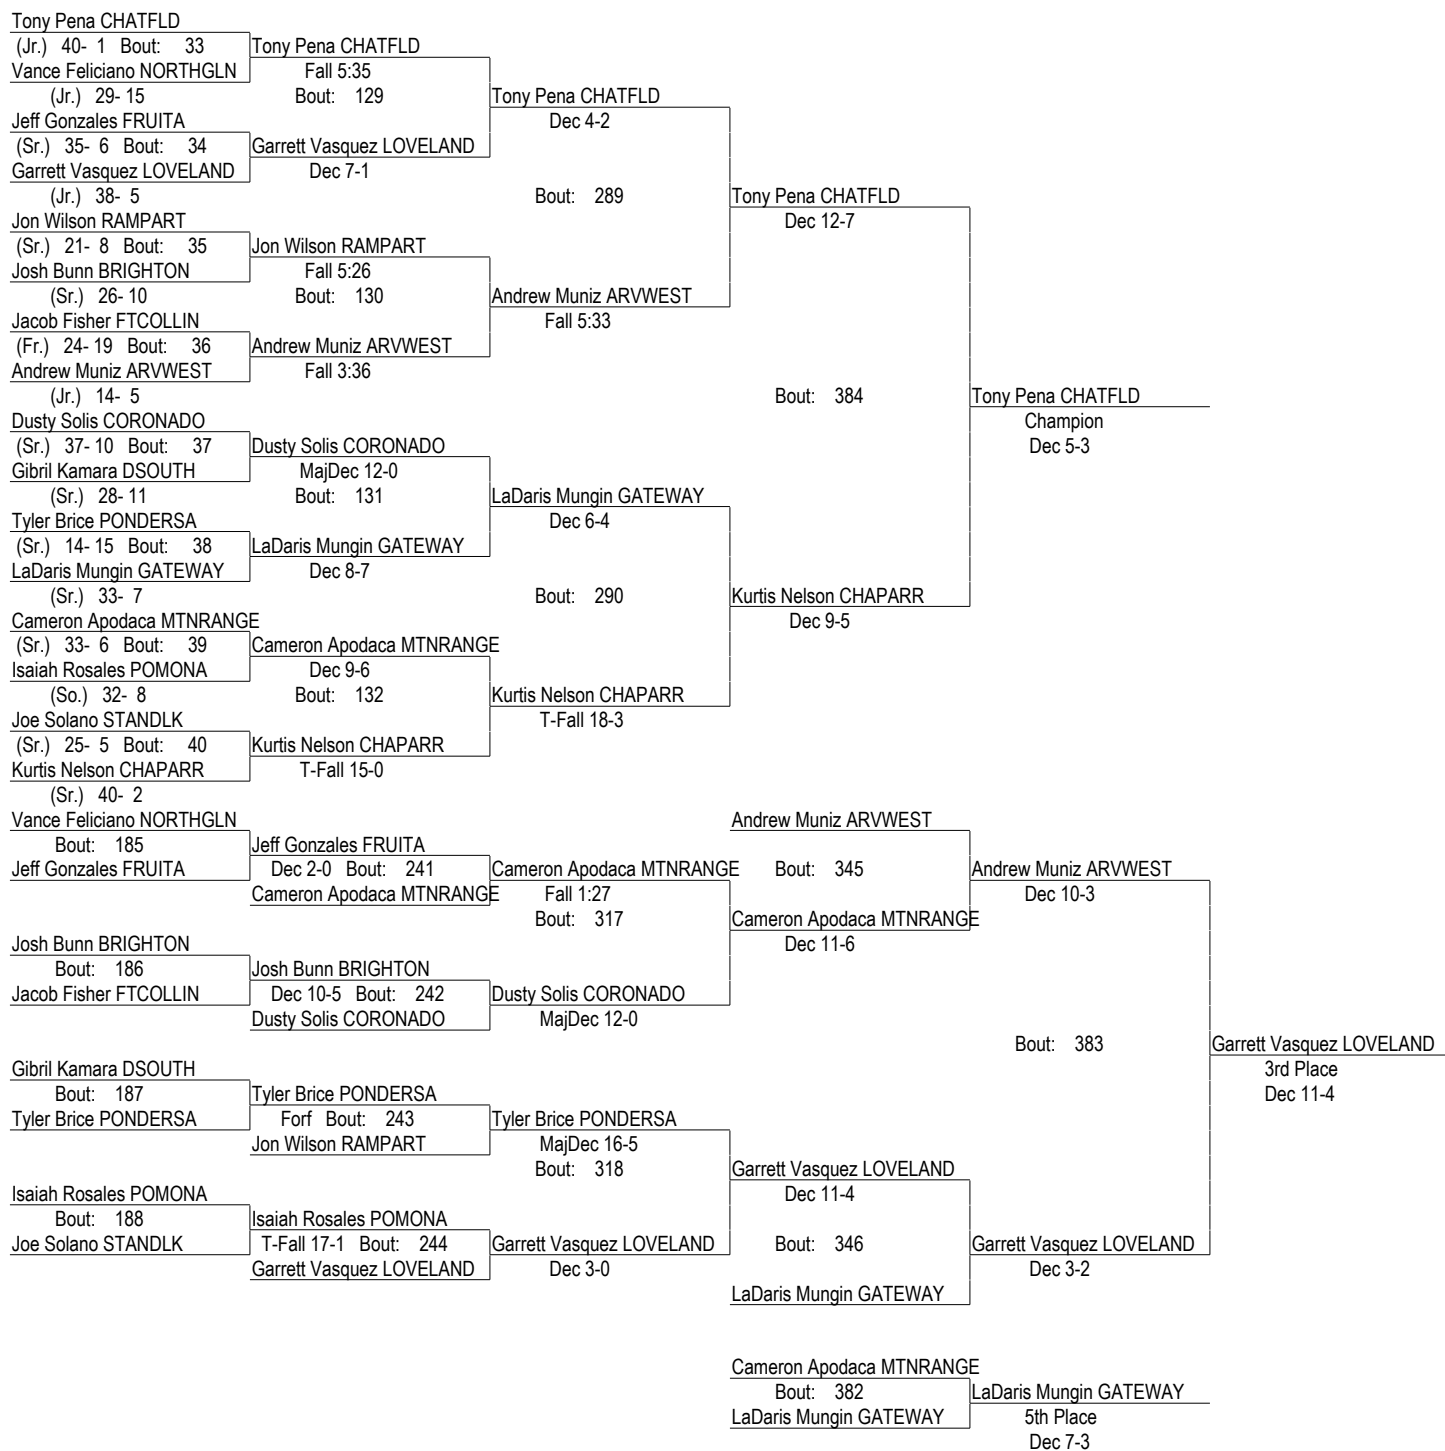 Tony Pena CHATFLD
(Jr.) 40- 1 Bout: 33 Tony Pena CHATFLD
Vance Feliciano NORTHGLN Fall 5:35
(Jr.) 29- 15 Bout: 129 Tony Pena CHATFLD
Jeff Gonzales FRUITA Dec 4-2
(Sr.) 35- 6 Bout: 34 Garrett Vasquez LOVELAND
Garrett Vasquez LOVELAND Dec 7-1
(Jr.) 38- 5 Bout: 289 Tony Pena CHATFLD
Jon Wilson RAMPART Dec 12-7
(Sr.) 21- 8 Bout: 35 Jon Wilson RAMPART
Josh Bunn BRIGHTON Fall 5:26
(Sr.) 26- 10 Bout: 130 Andrew Muniz ARVWEST
Jacob Fisher FTCOLLIN Fall 5:33
(Fr.) 24- 19 Bout: 36 Andrew Muniz ARVWEST
Andrew Muniz ARVWEST Fall 3:36
(Jr.) 14- 5 Bout: 384 Tony Pena CHATFLD
Dusty Solis CORONADO Champion
(Sr.) 37- 10 Bout: 37 Dusty Solis CORONADO Dec 5-3
Gibril Kamara DSOUTH MajDec 12-0
(Sr.) 28- 11 Bout: 131 LaDaris Mungin GATEWAY
Tyler Brice PONDERSA Dec 6-4
(Sr.) 14- 15 Bout: 38 LaDaris Mungin GATEWAY
LaDaris Mungin GATEWAY Dec 8-7
(Sr.) 33- 7 Bout: 290 Kurtis Nelson CHAPARR
Cameron Apodaca MTNRANGE Dec 9-5
(Sr.) 33- 6 Bout: 39 Cameron Apodaca MTNRANGE
Isaiah Rosales POMONA Dec 9-6
(So.) 32- 8 Bout: 132 Kurtis Nelson CHAPARR
Joe Solano STANDLK T-Fall 18-3
(Sr.) 25- 5 Bout: 40 Kurtis Nelson CHAPARR
Kurtis Nelson CHAPARR T-Fall 15-0
(Sr.) 40- 2
Vance Feliciano NORTHGLN Andrew Muniz ARVWEST
Bout: 185 Jeff Gonzales FRUITA
Jeff Gonzales FRUITA Dec 2-0 Bout: 241 Cameron Apodaca MTNRANGE Bout: 345 Andrew Muniz ARVWEST
Cameron Apodaca MTNRANGE Fall 1:27 Dec 10-3
Bout: 317 Cameron Apodaca MTNRANGE
Josh Bunn BRIGHTON Dec 11-6
Bout: 186 Josh Bunn BRIGHTON
Jacob Fisher FTCOLLIN Dec 10-5 Bout: 242 Dusty Solis CORONADO
Dusty Solis CORONADO MajDec 12-0
Bout: 383 Garrett Vasquez LOVELAND
Gibril Kamara DSOUTH 3rd Place
Bout: 187 Tyler Brice PONDERSA Dec 11-4
Tyler Brice PONDERSA Forf Bout: 243 Tyler Brice PONDERSA
Jon Wilson RAMPART MajDec 16-5
Bout: 318 Garrett Vasquez LOVELAND
Isaiah Rosales POMONA Dec 11-4
Bout: 188 Isaiah Rosales POMONA
Joe Solano STANDLK T-Fall 17-1 Bout: 244 Garrett Vasquez LOVELAND Bout: 346 Garrett Vasquez LOVELAND
Garrett Vasquez LOVELAND Dec 3-0 Dec 3-2
LaDaris Mungin GATEWAY
Cameron Apodaca MTNRANGE
Bout: 382 LaDaris Mungin GATEWAY
LaDaris Mungin GATEWAY 5th Place
Dec 7-3